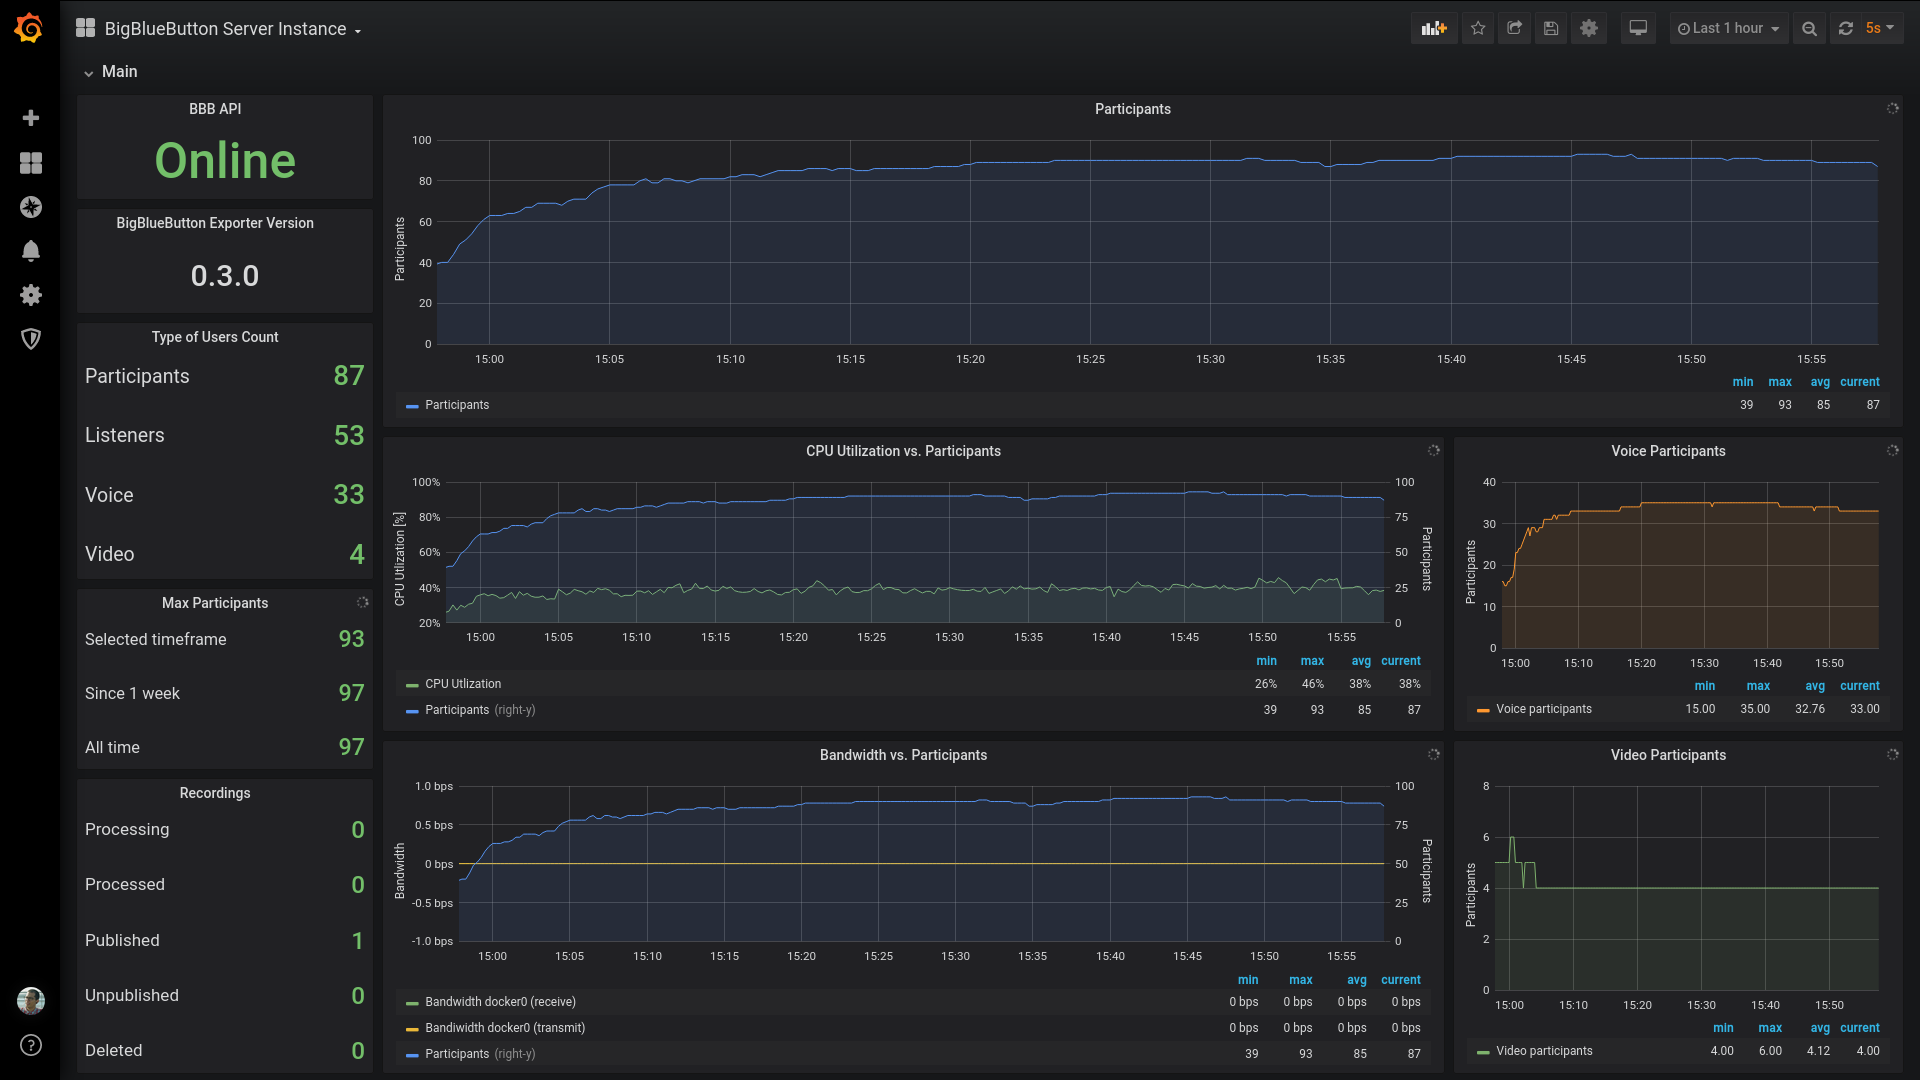 BigBlueButton Server Instance
Last 1 hour
5s
Main
BBB API
Online
BigBlueButton Exporter Version
0.3.0
Type of Users Count
Participants 87
Listeners 53
Voice 33
Video 4
Max Participants
Selected timeframe 93
Since 1 week 97
All time 97
Recordings
Processing 0
Processed 0
Published 1
Unpublished 0
Deleted 0
Participants
Participants
100
80
60
40
20
0
15:00 15:05 15:10 15:15 15:20 15:25 15:30 15:35 15:40 15:45 15:50 15:55
min max avg current
Participants 39 93 85 87
CPU Utilization vs. Participants
CPU Utlization [%]
100%
80%
60%
40%
20%
100
75
50
25
0
Participants
15:00 15:05 15:10 15:15 15:20 15:25 15:30 15:35 15:40 15:45 15:50 15:55
min max avg current
CPU Utlization 26% 46% 38% 38%
Participants (right-y) 39 93 85 87
Voice Participants
Participants
40
30
20
10
0
15:00 15:10 15:20 15:30 15:40 15:50
min max avg current
Voice participants 15.00 35.00 32.76 33.00
Bandwidth vs. Participants
Bandwidth
1.0 bps
0.5 bps
0 bps
-0.5 bps
-1.0 bps
100
75
50
25
0
Participants
15:00 15:05 15:10 15:15 15:20 15:25 15:30 15:35 15:40 15:45 15:50 15:55
min max avg current
Bandwidth docker0 (receive) 0 bps 0 bps 0 bps 0 bps
Bandiwidth docker0 (transmit) 0 bps 0 bps 0 bps 0 bps
Participants (right-y) 39 93 85 87
Video Participants
Participants
8
6
4
2
0
15:00 15:10 15:20 15:30 15:40 15:50
min max avg current
Video participants 4.00 6.00 4.12 4.00